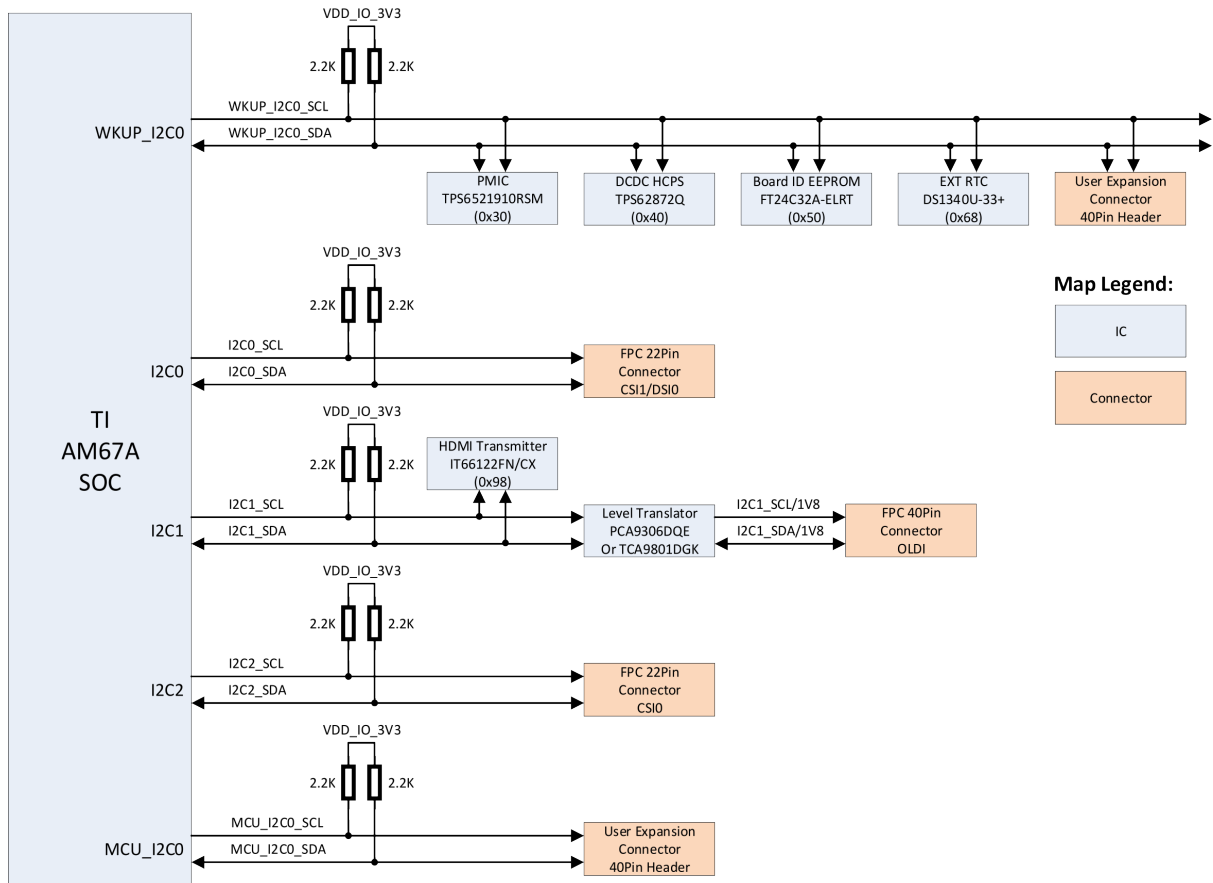 VDD_IO_3V3
2.2K 2.2K
WKUP_I2C0_SCL
WKUP_I2C0
WKUP_I2C0_SDA
PMIC
TPS6521910RSM
(0x30)
DCDC HCPS
TPS62872Q
(0x40)
Board ID EEPROM
FT24C32A-ELRT
(0x50)
EXT RTC
DS1340U-33+
(0x68)
User Expansion
Connector
40Pin Header
Map Legend:
IC
Connector
VDD_IO_3V3
2.2K 2.2K
I2C0_SCL
I2C0
I2C0_SDA
FPC 22Pin
Connector
CSI1/DSI0
TI
AM67A
SOC
VDD_IO_3V3
2.2K 2.2K
HDMI Transmitter
IT66122FN/CX
(0x98)
I2C1_SCL
I2C1
I2C1_SDA
Level Translator
PCA9306DQE
Or TCA9801DGK
I2C1_SCL/1V8
I2C1_SDA/1V8
FPC 40Pin
Connector
OLDI
VDD_IO_3V3
2.2K 2.2K
I2C2_SCL
I2C2
I2C2_SDA
FPC 22Pin
Connector
CSI0
VDD_IO_3V3
2.2K 2.2K
MCU_I2C0_SCL
MCU_I2C0
MCU_I2C0_SDA
User Expansion
Connector
40Pin Header